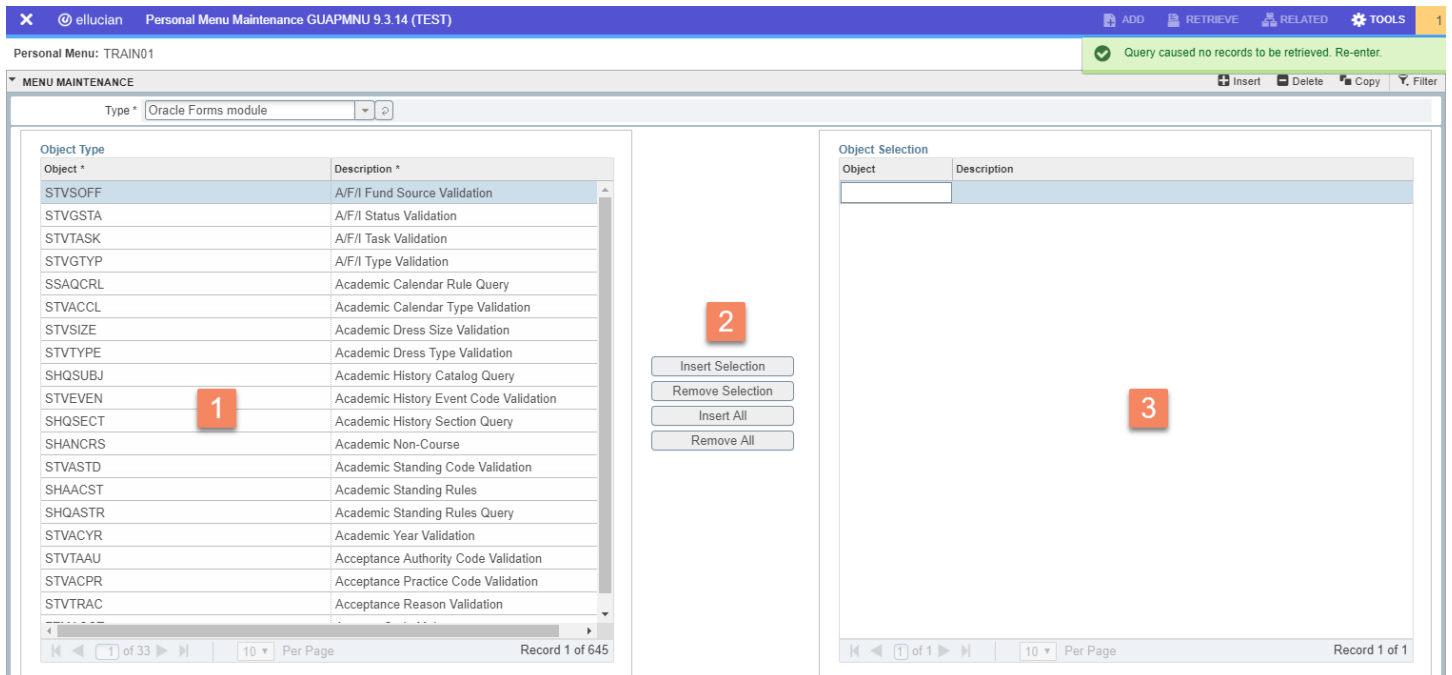 ellucian Personal Menu Maintenance GUAPMNU 9.3.14 (TEST) ADD RETRIEVE RELATED TOOLS 1
Personal Menu: TRAIN01
Query caused no records to be retrieved. Re-enter.
MENU MAINTENANCE Insert Delete Copy Filter
Type * Oracle Forms module
Object Type
Object * Description *
STVSOFF A/F/I Fund Source Validation
STVGSTA A/F/I Status Validation
STVTASK A/F/I Task Validation
STVGTYP A/F/I Type Validation
SSAQCRL Academic Calendar Rule Query
STVACCL Academic Calendar Type Validation
STVSIZE Academic Dress Size Validation
STVTYPE Academic Dress Type Validation
SHQSUBJ Academic History Catalog Query
STVEVEN Academic History Event Code Validation
SHQSECT Academic History Section Query
SHANCRS Academic Non-Course
STVASTD Academic Standing Code Validation
SHAACST Academic Standing Rules
SHQASTR Academic Standing Rules Query
STVACYR Academic Year Validation
STVTAAU Acceptance Authority Code Validation
STVACPR Acceptance Practice Code Validation
STVTRAC Acceptance Reason Validation
1
1 of 33 10 Per Page Record 1 of 645
2
Insert Selection
Remove Selection
Insert All
Remove All
Object Selection
Object Description
3
1 of 1 10 Per Page Record 1 of 1